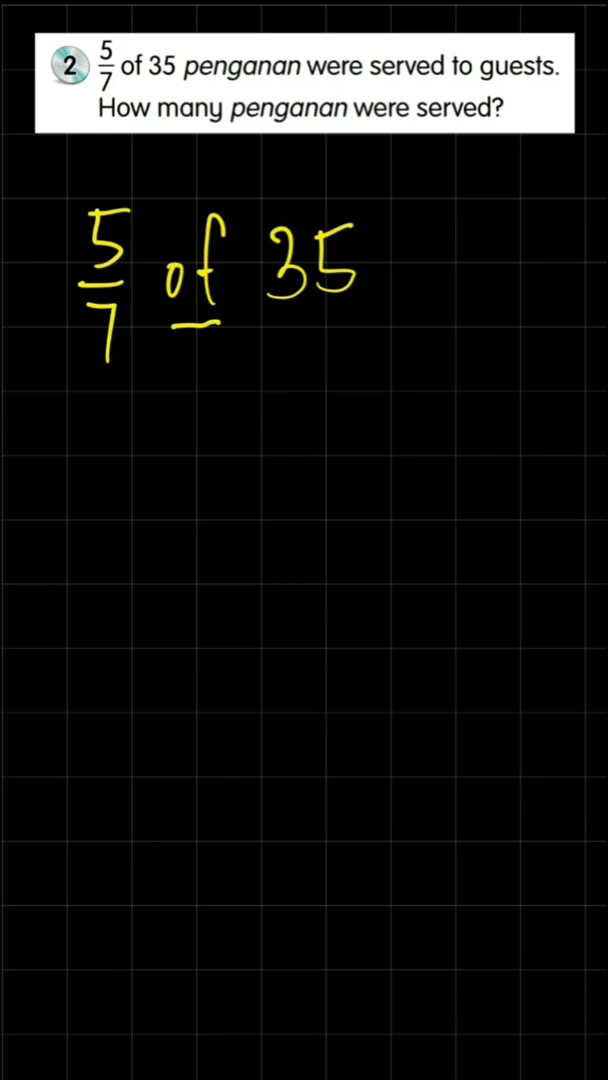 2 5/7 of 35 penganan were served to guests.
How many penganan were served?
5/7 of 35